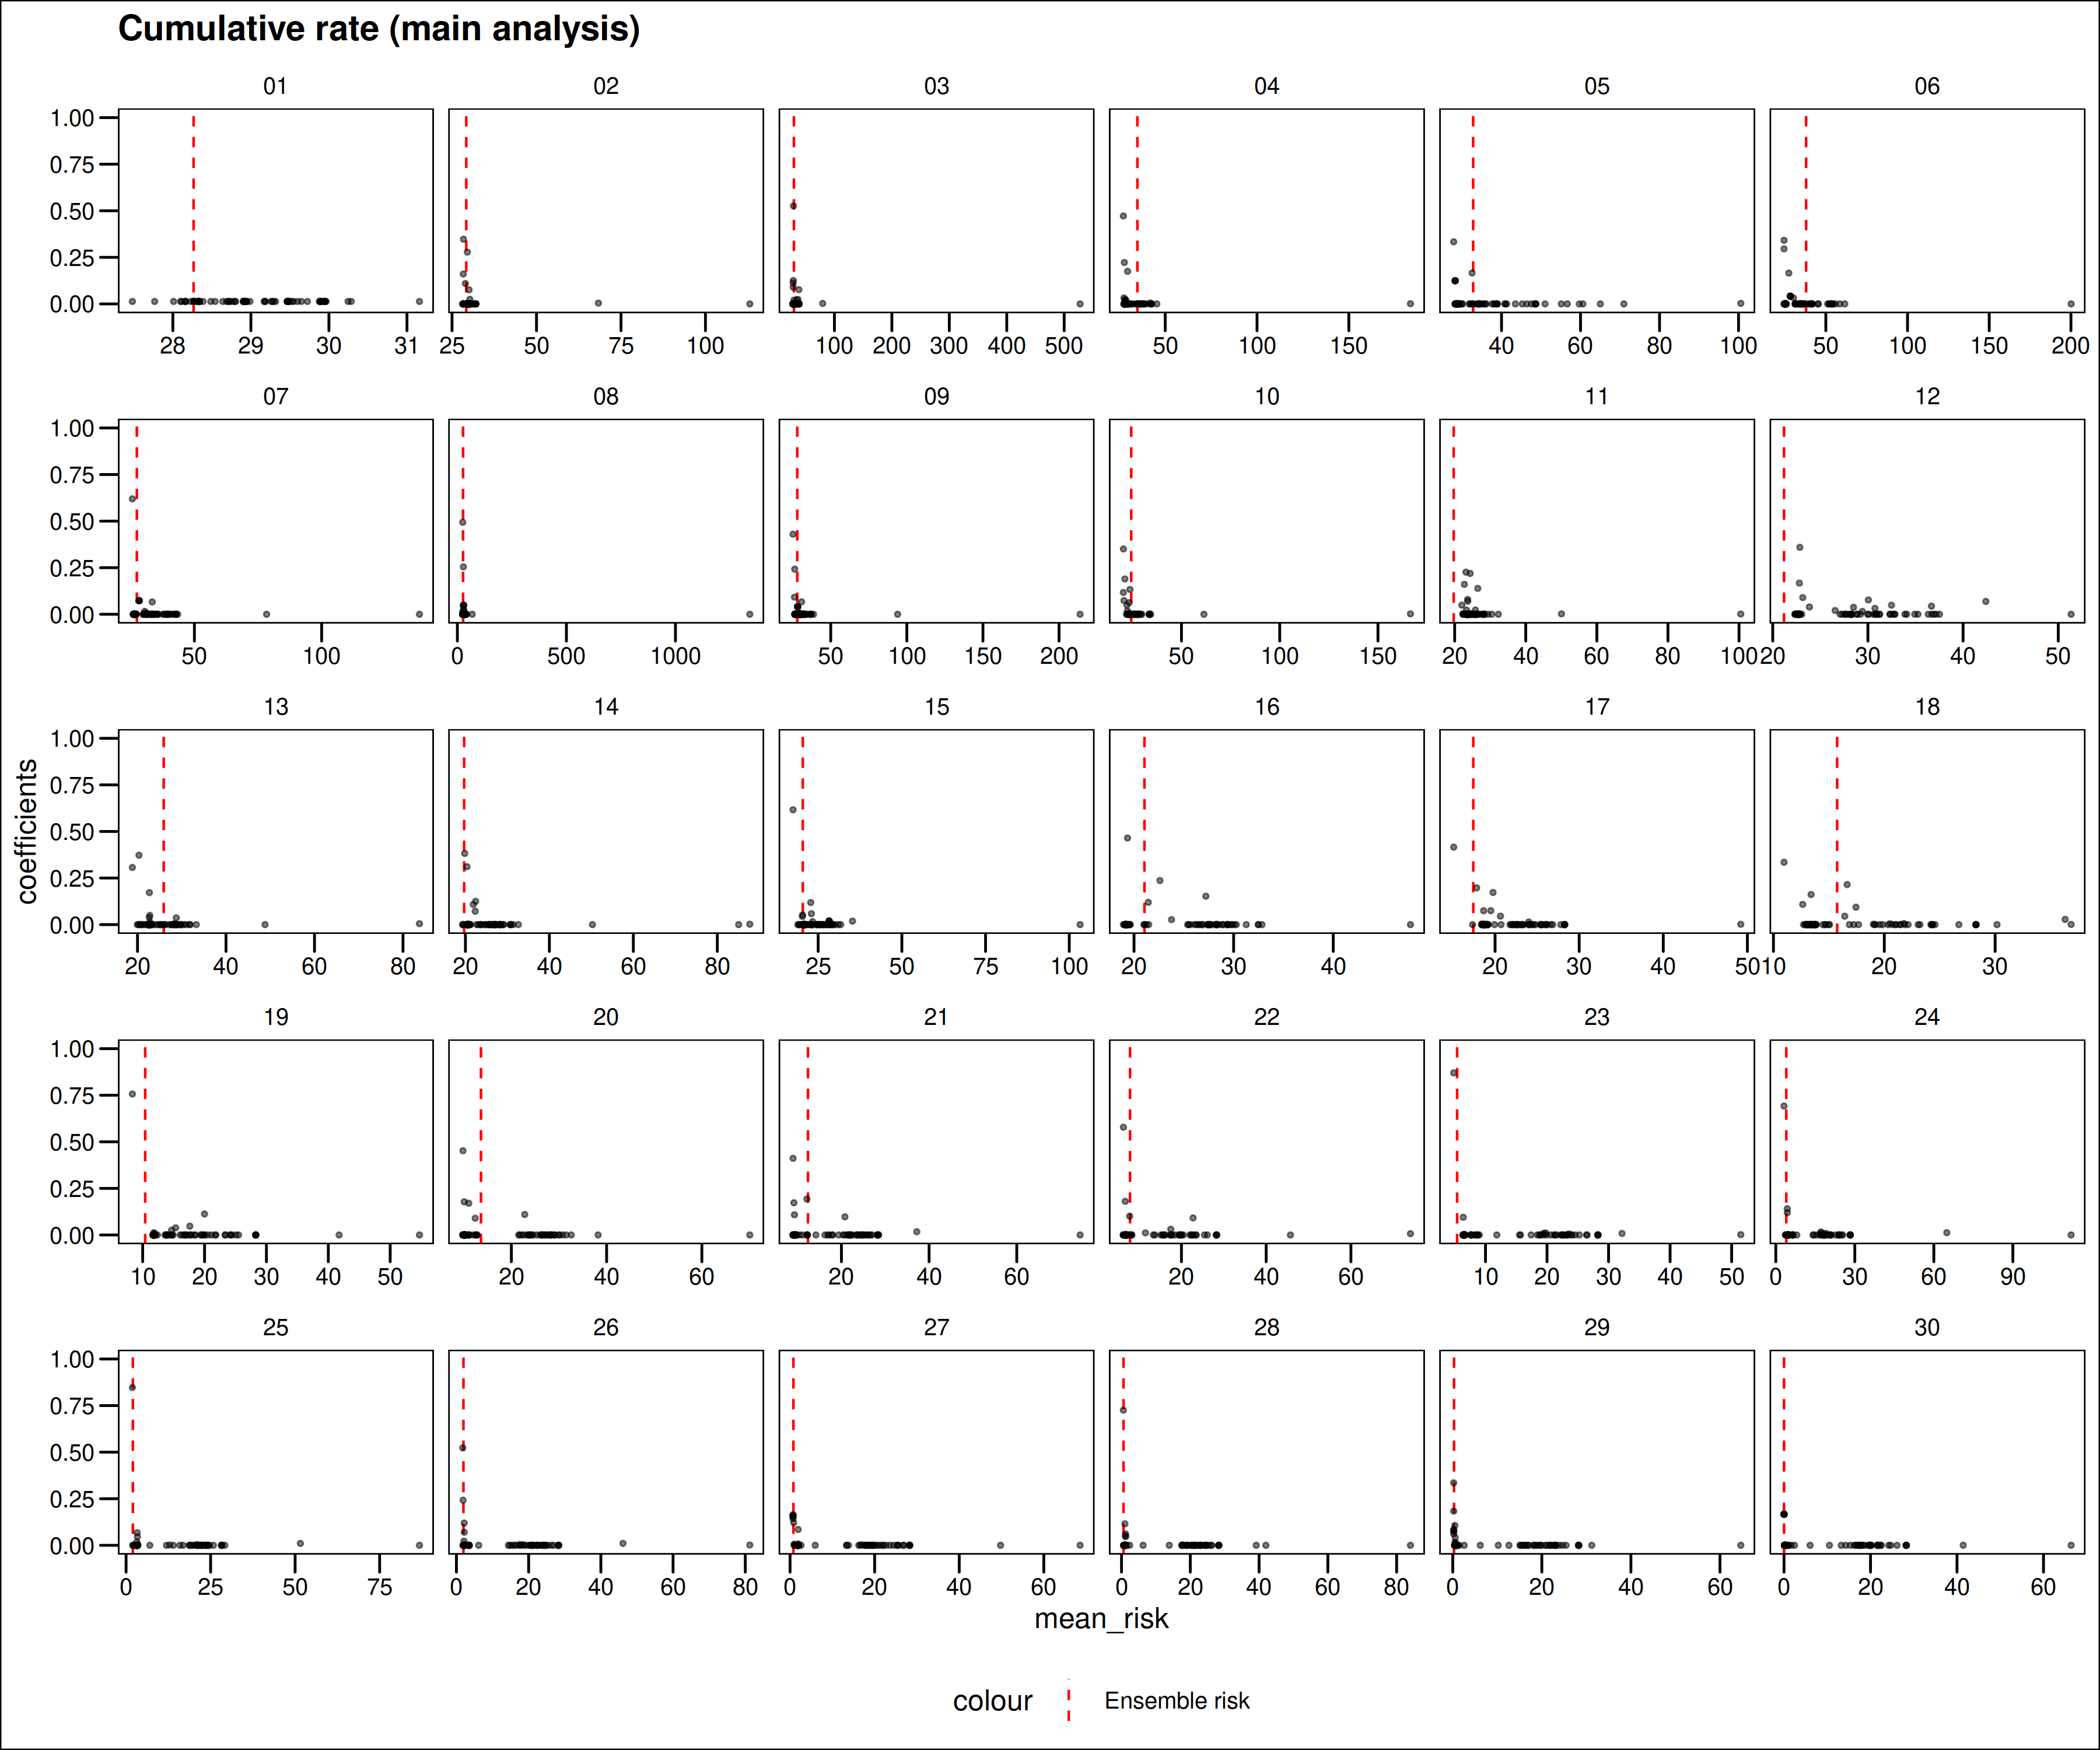 Cumulative rate (main analysis)
01 02 03 04 05 06
1.00
0.75
0.50
0.25
0.00
28 29 30 31 25 50 75 100 100 200 300 400 500 50 100 150 40 60 80 100 50 100 150 200
07 08 09 10 11 12
1.00
0.75
0.50
0.25
0.00
50 100 0 500 1000 50 100 150 200 50 100 150 20 40 60 80 100 20 30 40 50
13 14 15 16 17 18
1.00
0.75
0.50
0.25
0.00
20 40 60 80 20 40 60 80 25 50 75 100 20 30 40 20 30 40 50 10 20 30
coefficients
19 20 21 22 23 24
1.00
0.75
0.50
0.25
0.00
10 20 30 40 50 20 40 60 20 40 60 20 40 60 10 20 30 40 50 0 30 60 90
25 26 27 28 29 30
1.00
0.75
0.50
0.25
0.00
0 25 50 75 0 20 40 60 80 0 20 40 60 0 20 40 60 80 0 20 40 60 0 20 40 60
mean_risk
colour Ensemble risk